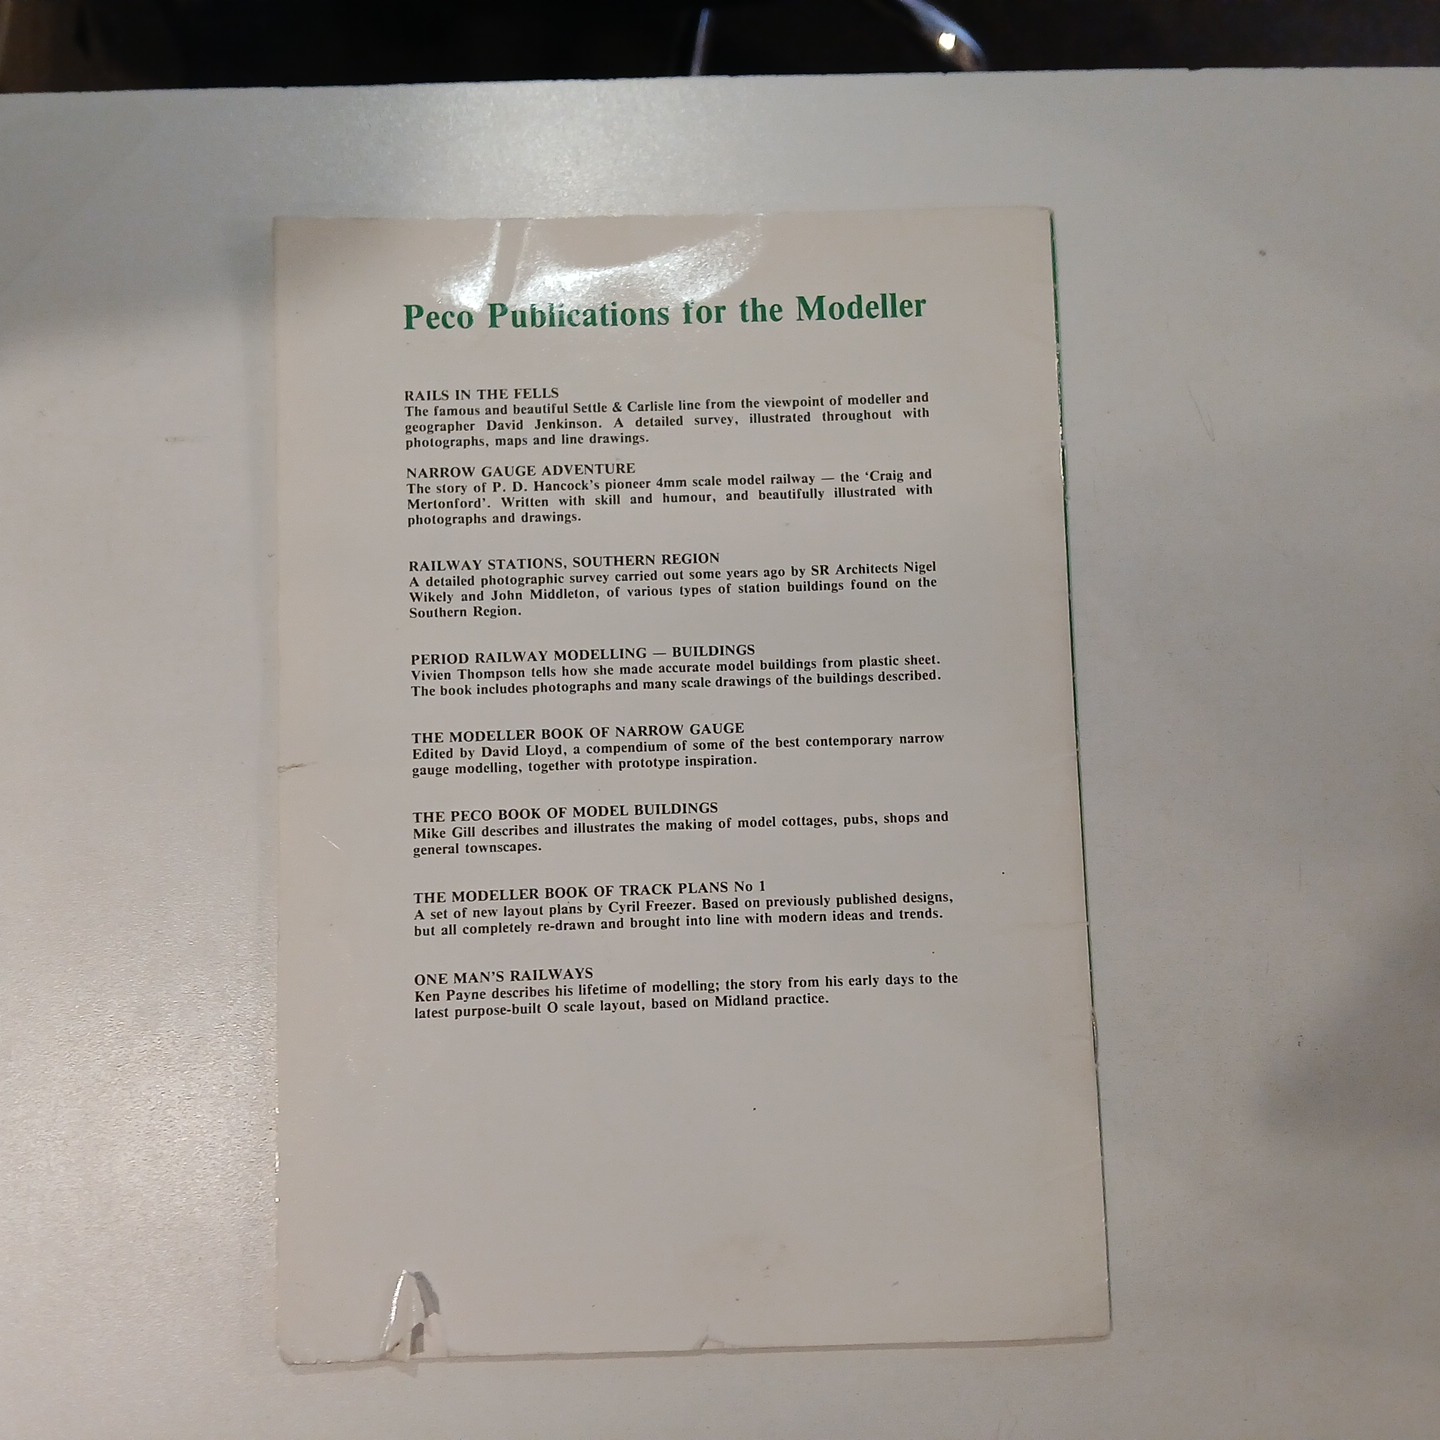 Peco Publications for the Modeller
RAILS IN THE FELLS
The famous and beautiful Settle & Carlisle line from the viewpoint of modeller and
geographer David Jenkinson. A detailed survey, illustrated throughout with
photographs, maps and line drawings.
NARROW GAUGE ADVENTURE
The story of P. D. Hancock's pioneer 4mm scale model railway — the 'Craig and
Mertonford'. Written with skill and humour, and beautifully illustrated with
photographs and drawings.
RAILWAY STATIONS, SOUTHERN REGION
A detailed photographic survey carried out some years ago by SR Architects Nigel
Wikely and John Middleton, of various types of station buildings found on the
Southern Region.
PERIOD RAILWAY MODELLING — BUILDINGS
Vivien Thompson tells how she made accurate model buildings from plastic sheet.
The book includes photographs and many scale drawings of the buildings described.
THE MODELLER BOOK OF NARROW GAUGE
Edited by David Lloyd, a compendium of some of the best contemporary narrow
gauge modelling, together with prototype inspiration.
THE PECO BOOK OF MODEL BUILDINGS
Mike Gill describes and illustrates the making of model cottages, pubs, shops and
general townscapes.
THE MODELLER BOOK OF TRACK PLANS No 1
A set of new layout plans by Cyril Freezer. Based on previously published designs,
but all completely re-drawn and brought into line with modern ideas and trends.
ONE MAN'S RAILWAYS
Ken Payne describes his lifetime of modelling; the story from his early days to the
latest purpose-built O scale layout, based on Midland practice.